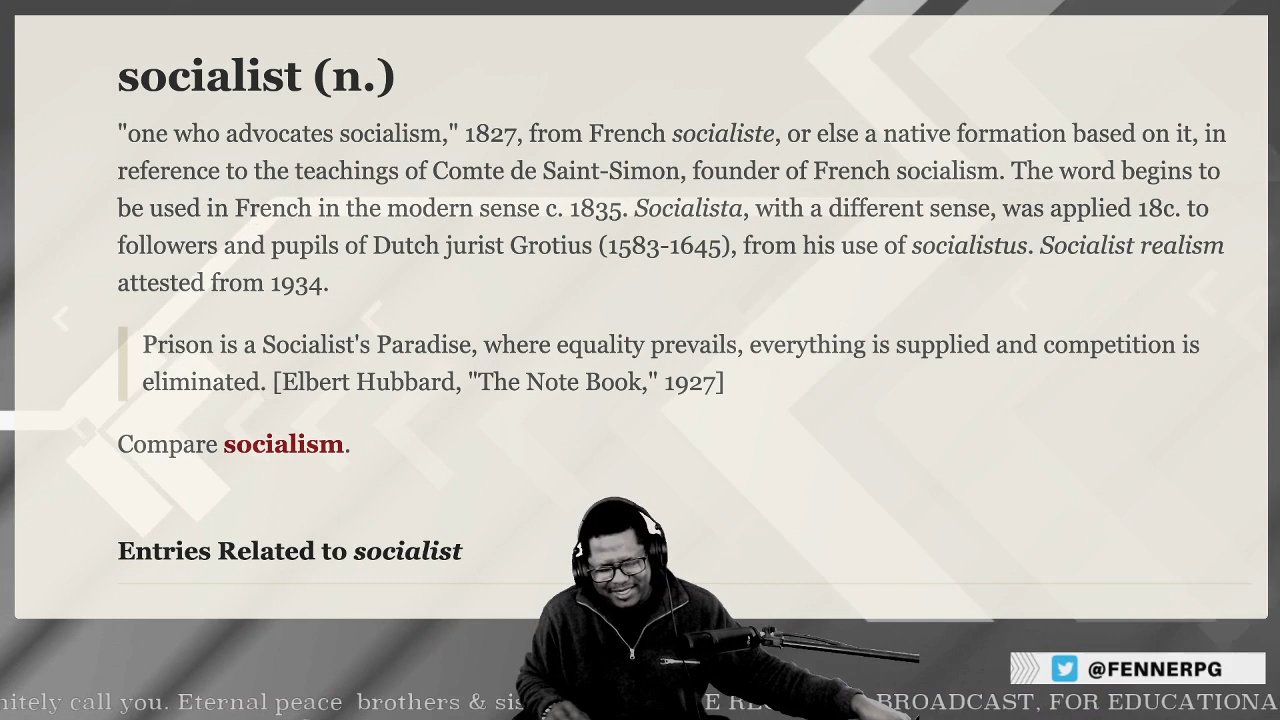 socialist (n.)
"one who advocates socialism," 1827, from French socialiste, or else a native formation based on it, in
reference to the teachings of Comte de Saint-Simon, founder of French socialism. The word begins to
be used in French in the modern sense c. 1835. Socialista, with a different sense, was applied 18c. to
followers and pupils of Dutch jurist Grotius (1583-1645), from his use of socialistus. Socialist realism
attested from 1934.
Prison is a Socialist's Paradise, where equality prevails, everything is supplied and competition is
eliminated. [Elbert Hubbard, "The Note Book," 1927]
Compare socialism.
Entries Related to socialist
@FENNERPG
call you. Eternal peace brothers & BROADCAST, FOR